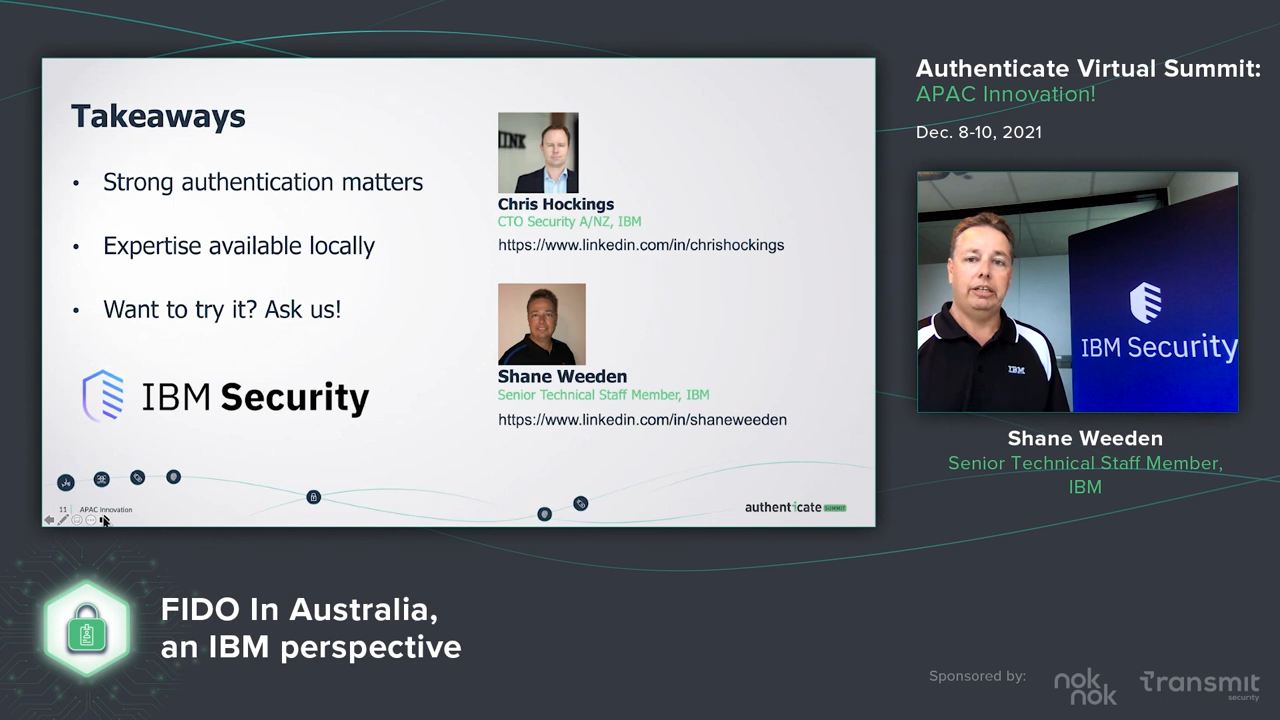 Takeaways
• Strong authentication matters
• Expertise available locally
• Want to try it? Ask us!
IBM Security
INK
Chris Hockings
CTO Security A/NZ, IBM
https://www.linkedin.com/in/chrishockings
Shane Weeden
Senior Technical Staff Member, IBM
https://www.linkedin.com/in/shaneweeden
11 | APAC Innovation
authenticate SUMMIT
Authenticate Virtual Summit:
APAC Innovation!
Dec. 8-10, 2021
IBM
IBM Security
Shane Weeden
Senior Technical Staff Member,
IBM
FIDO In Australia,
an IBM perspective
Sponsored by:
nok
nok
Transmit
security